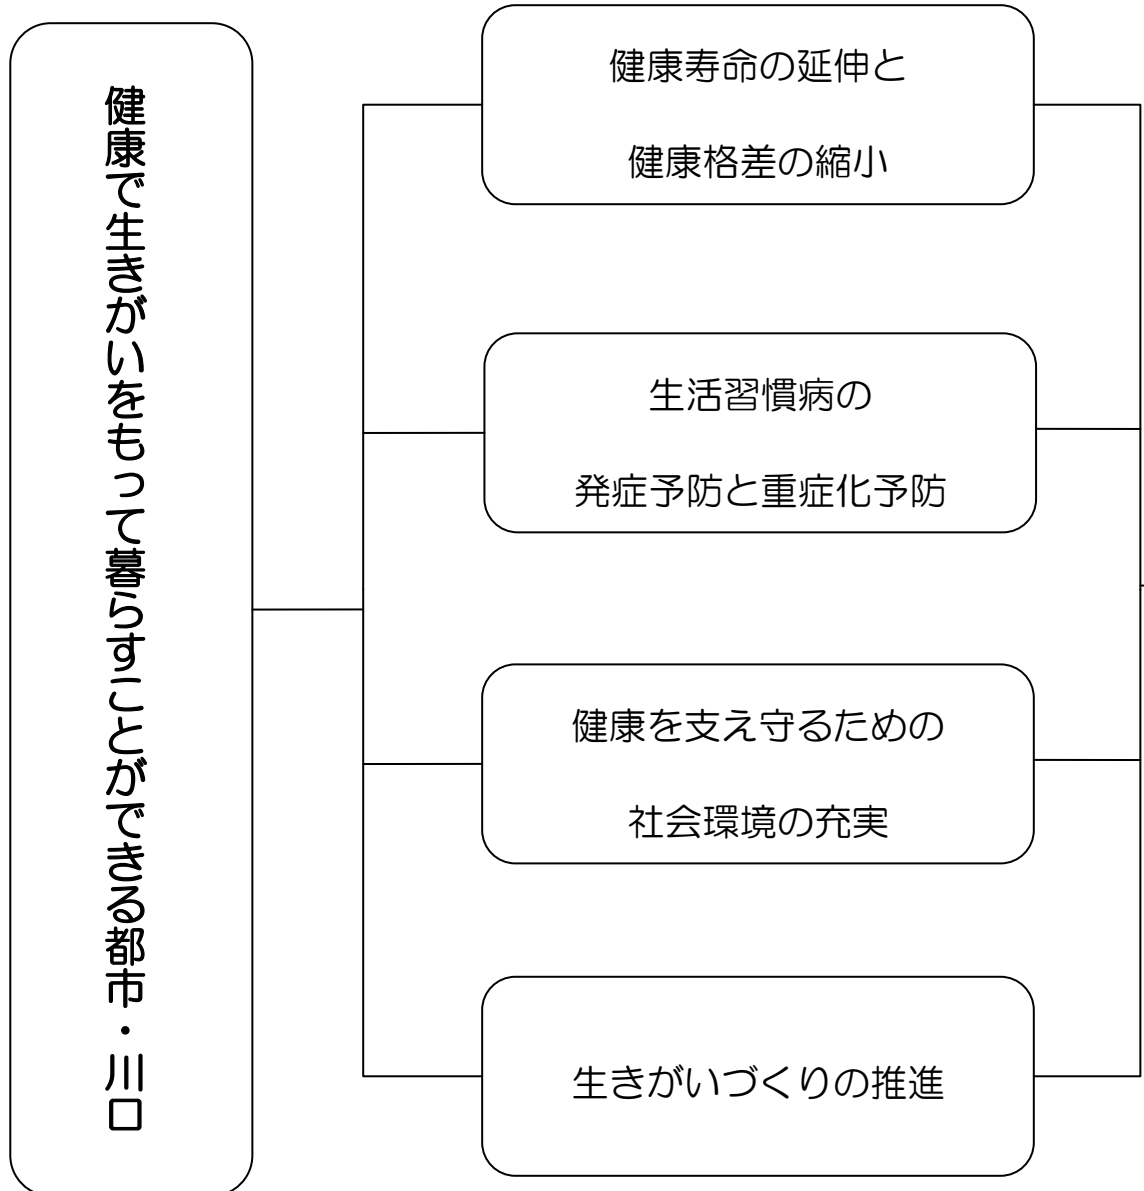 健康で生きがいをもって暮らすことができる都市・川口
健康寿命の延伸と
健康格差の縮小
生活習慣病の
発症予防と重症化予防
健康を支え守るための
社会環境の充実
生きがいづくりの推進